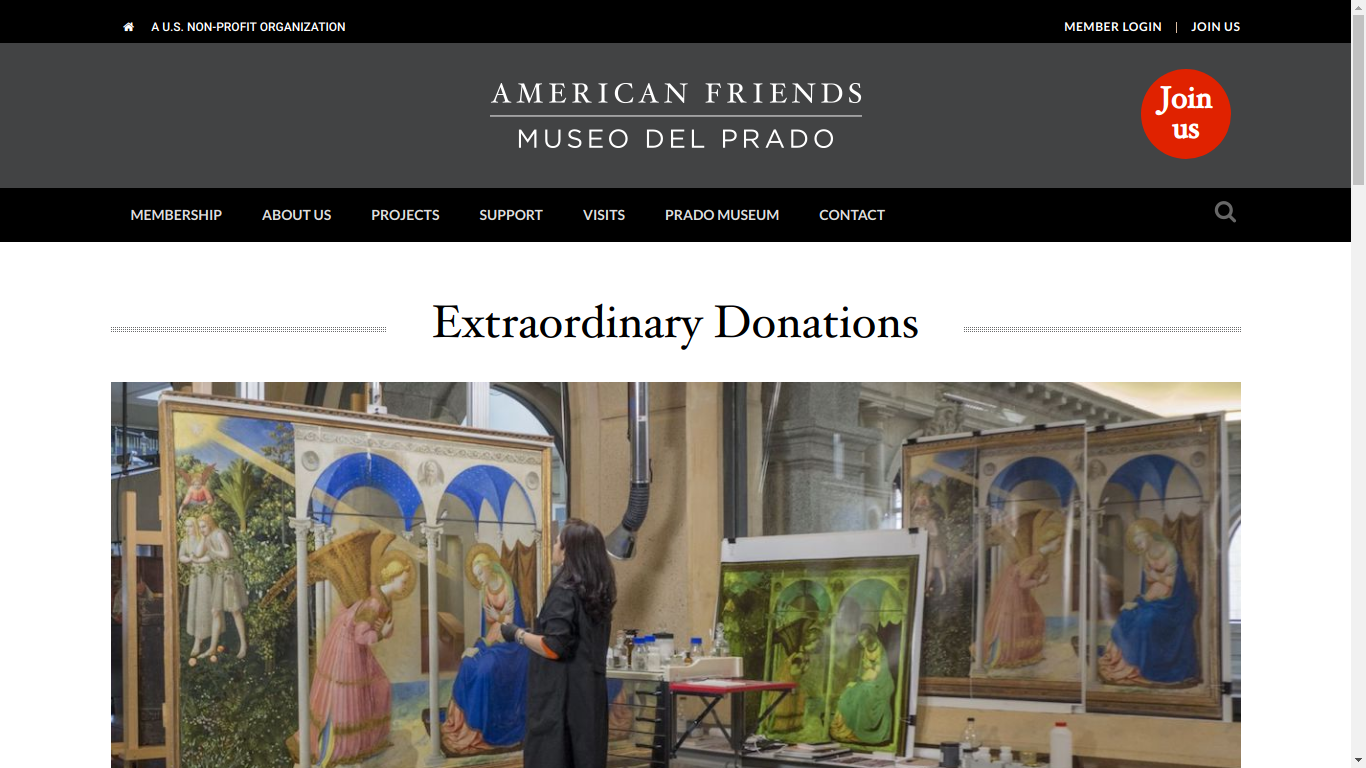 A U.S. NON-PROFIT ORGANIZATION
MEMBER LOGIN | JOIN US
AMERICAN FRIENDS
MUSEO DEL PRADO
Join
us
MEMBERSHIP ABOUT US PROJECTS SUPPORT VISITS PRADO MUSEUM CONTACT
Extraordinary Donations